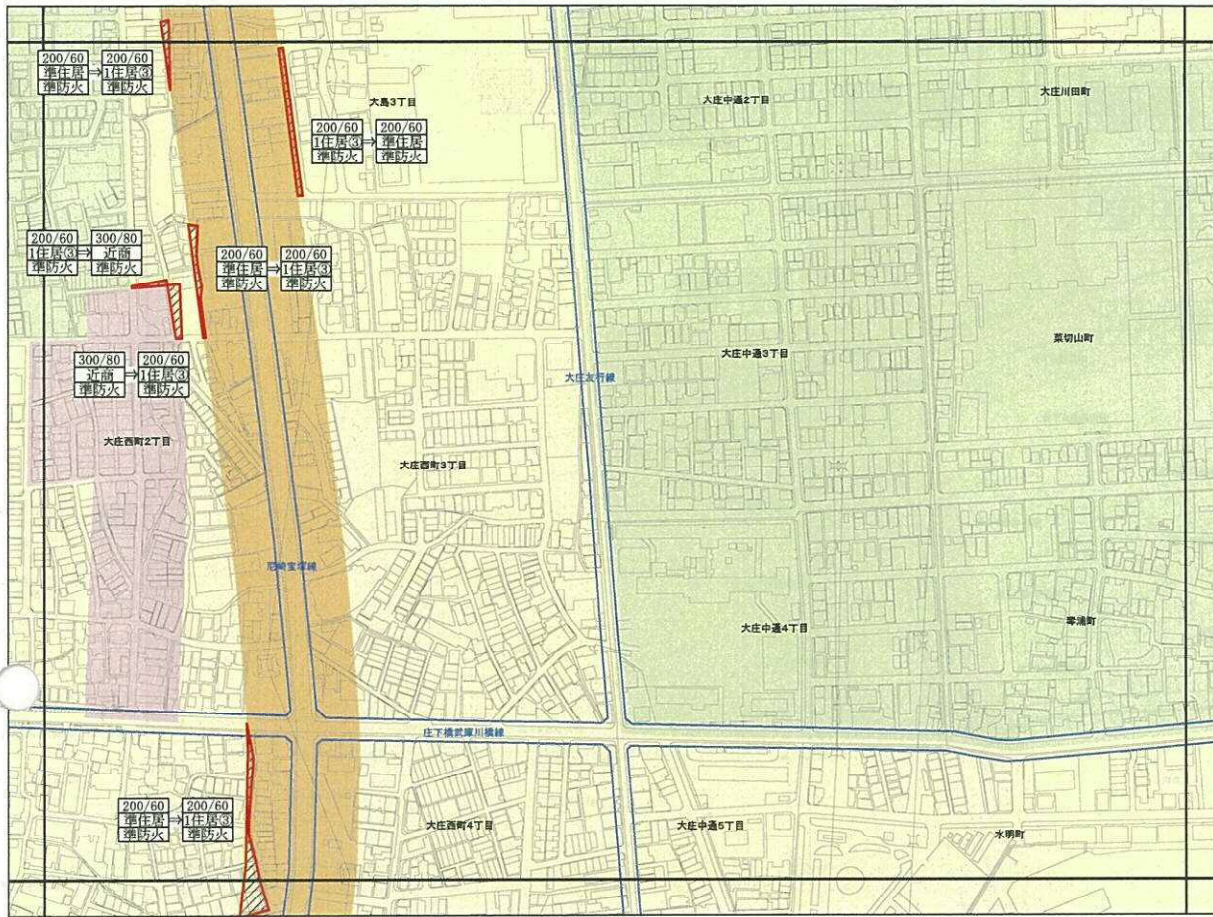 200/60
準住居
準防火
⇒
200/60
1住居③
準防火
大島3丁目
大庄中通2丁目
大庄川田町
200/60
1住居③
準防火
⇒
200/60
準住居
準防火
200/60
1住居③
準防火
⇒
300/80
近商
準防火
200/60
準住居
準防火
⇒
200/60
1住居③
準防火
300/80
近商
準防火
⇒
200/60
1住居③
準防火
大庄中通3丁目
菜切山町
大庄友行線
大庄西町2丁目
大庄西町3丁目
尼崎宝塚線
大庄中通4丁目
琴浦町
庄下橋武庫川橋線
200/60
準住居
準防火
⇒
200/60
1住居③
準防火
大庄西町4丁目
大庄中通5丁目
水明町